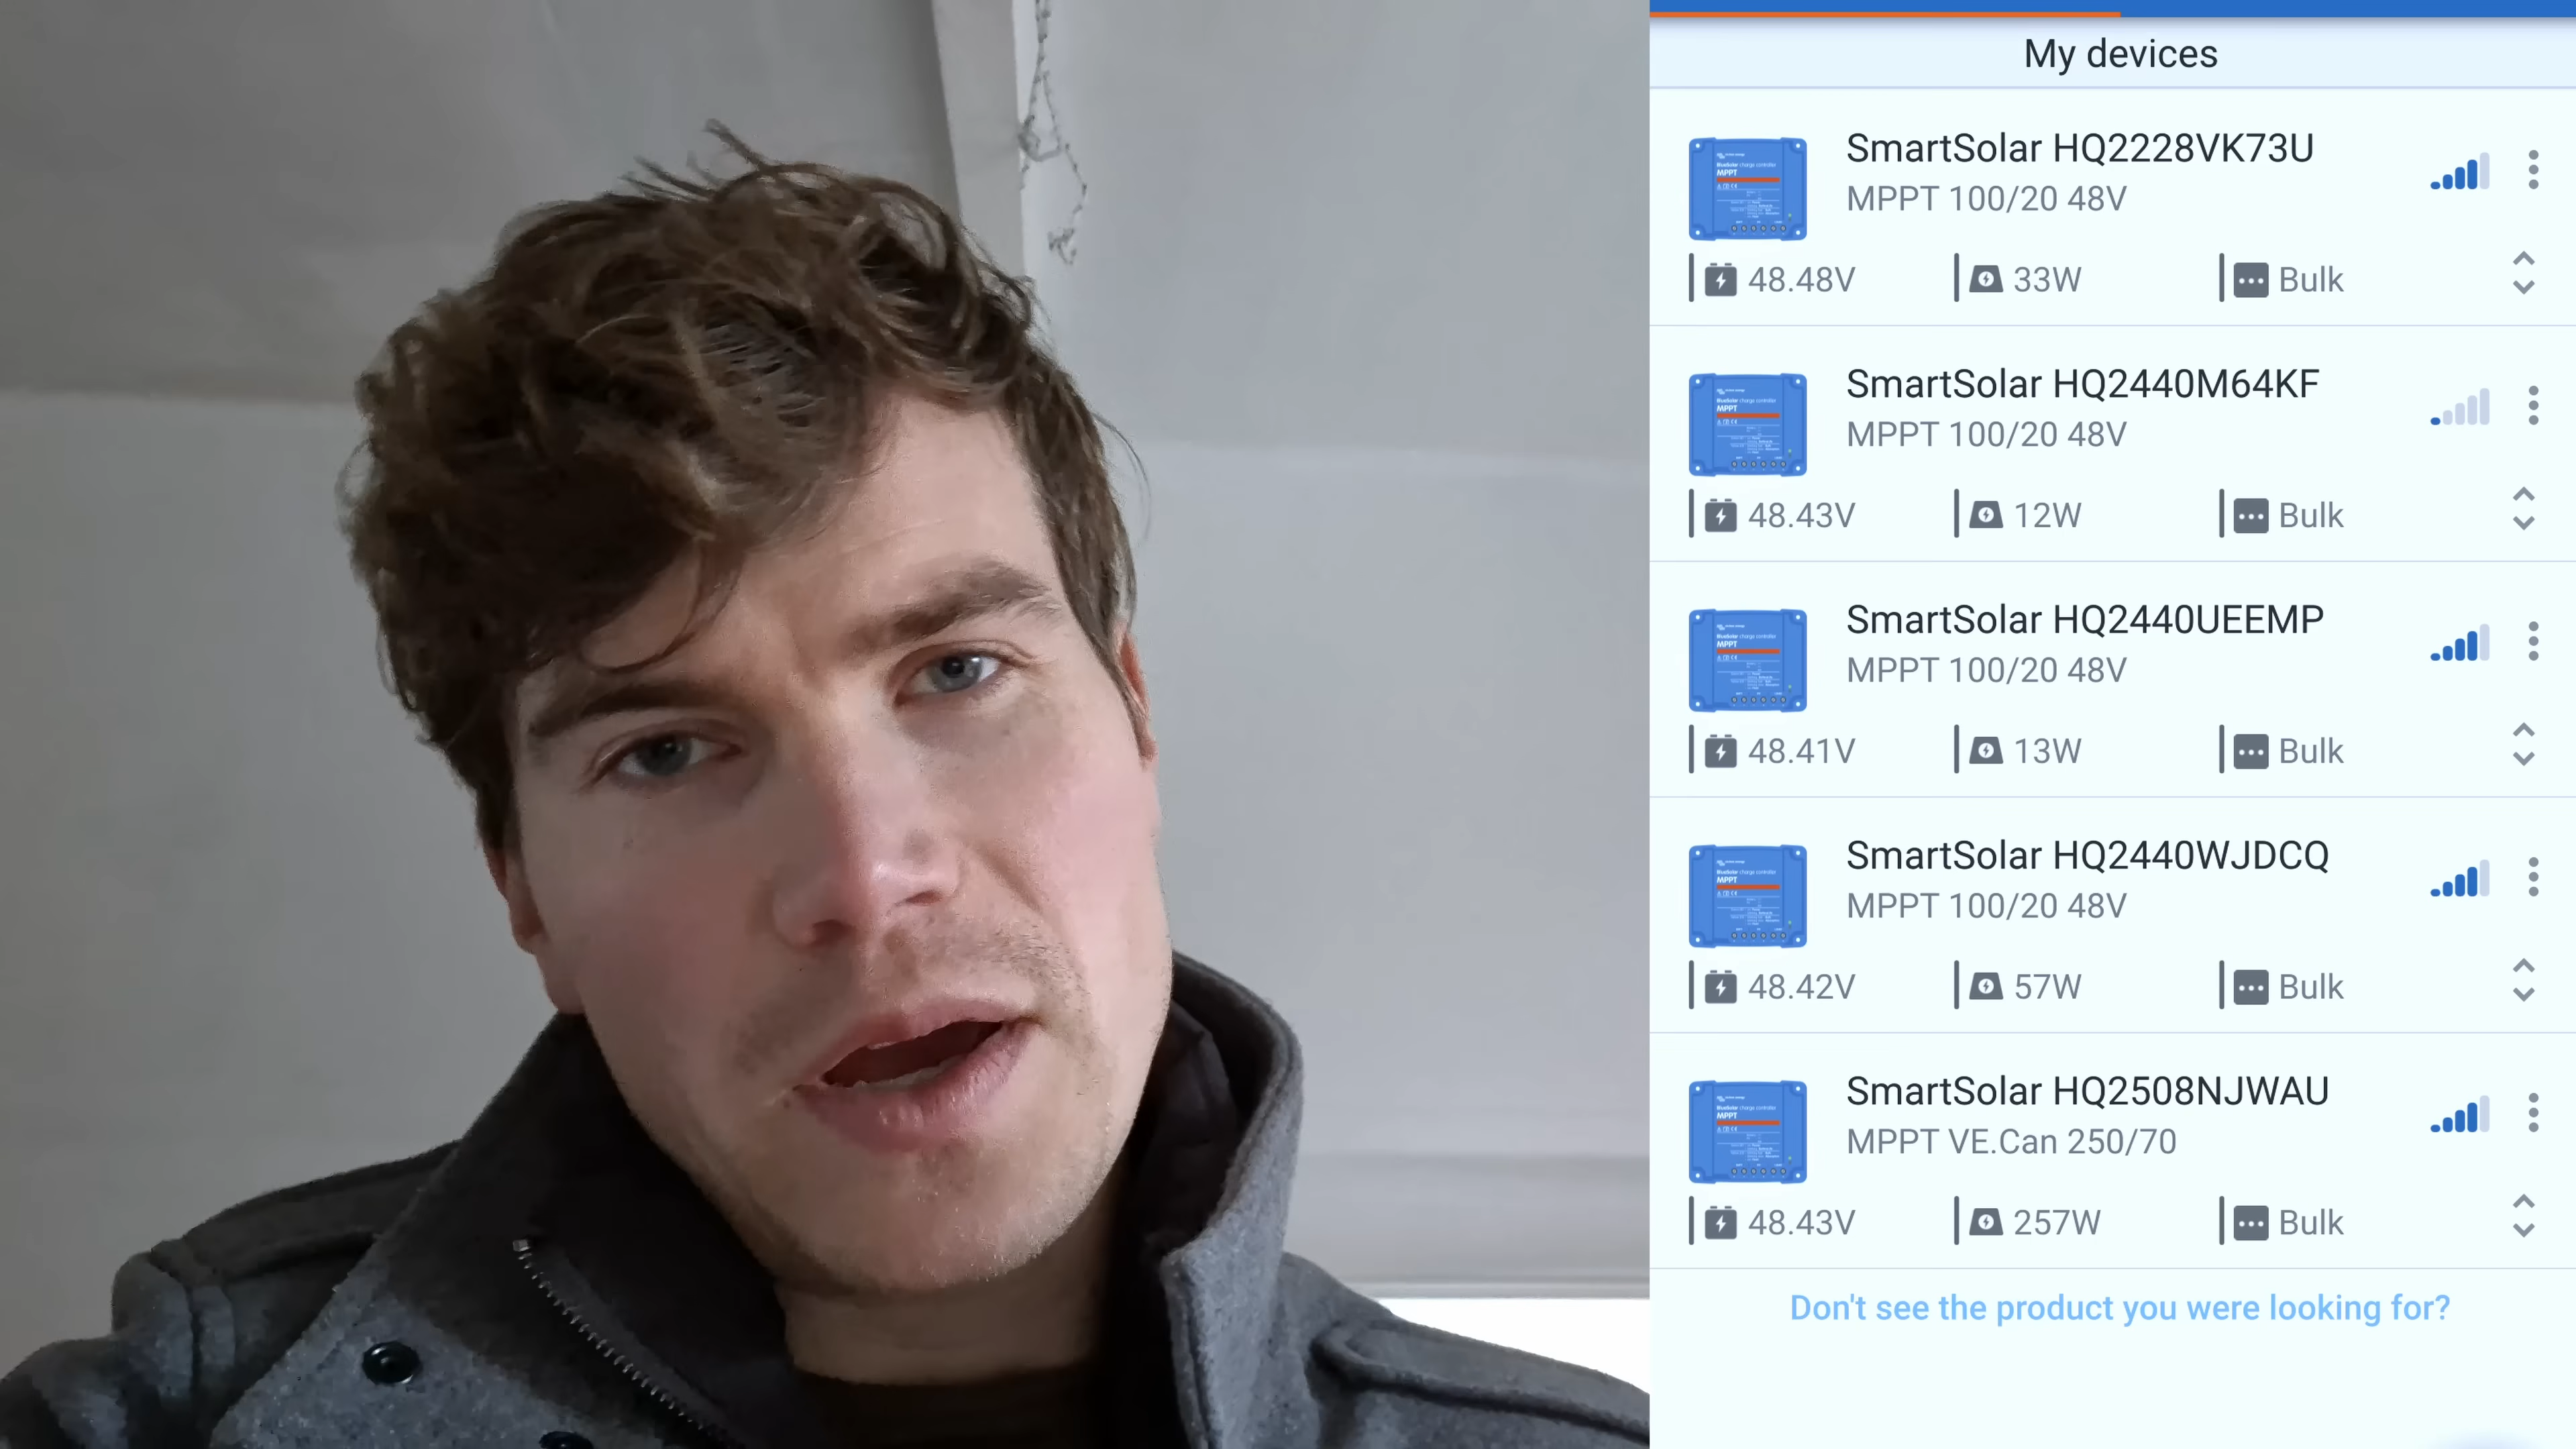 My devices
SmartSolar HQ2228VK73U
MPPT 100/20 48V
48.48V 33W Bulk
SmartSolar HQ2440M64KF
MPPT 100/20 48V
48.43V 12W Bulk
SmartSolar HQ2440UEEMP
MPPT 100/20 48V
48.41V 13W Bulk
SmartSolar HQ2440WJDCQ
MPPT 100/20 48V
48.42V 57W Bulk
SmartSolar HQ2508NJWAU
MPPT VE.Can 250/70
48.43V 257W Bulk
Don't see the product you were looking for?